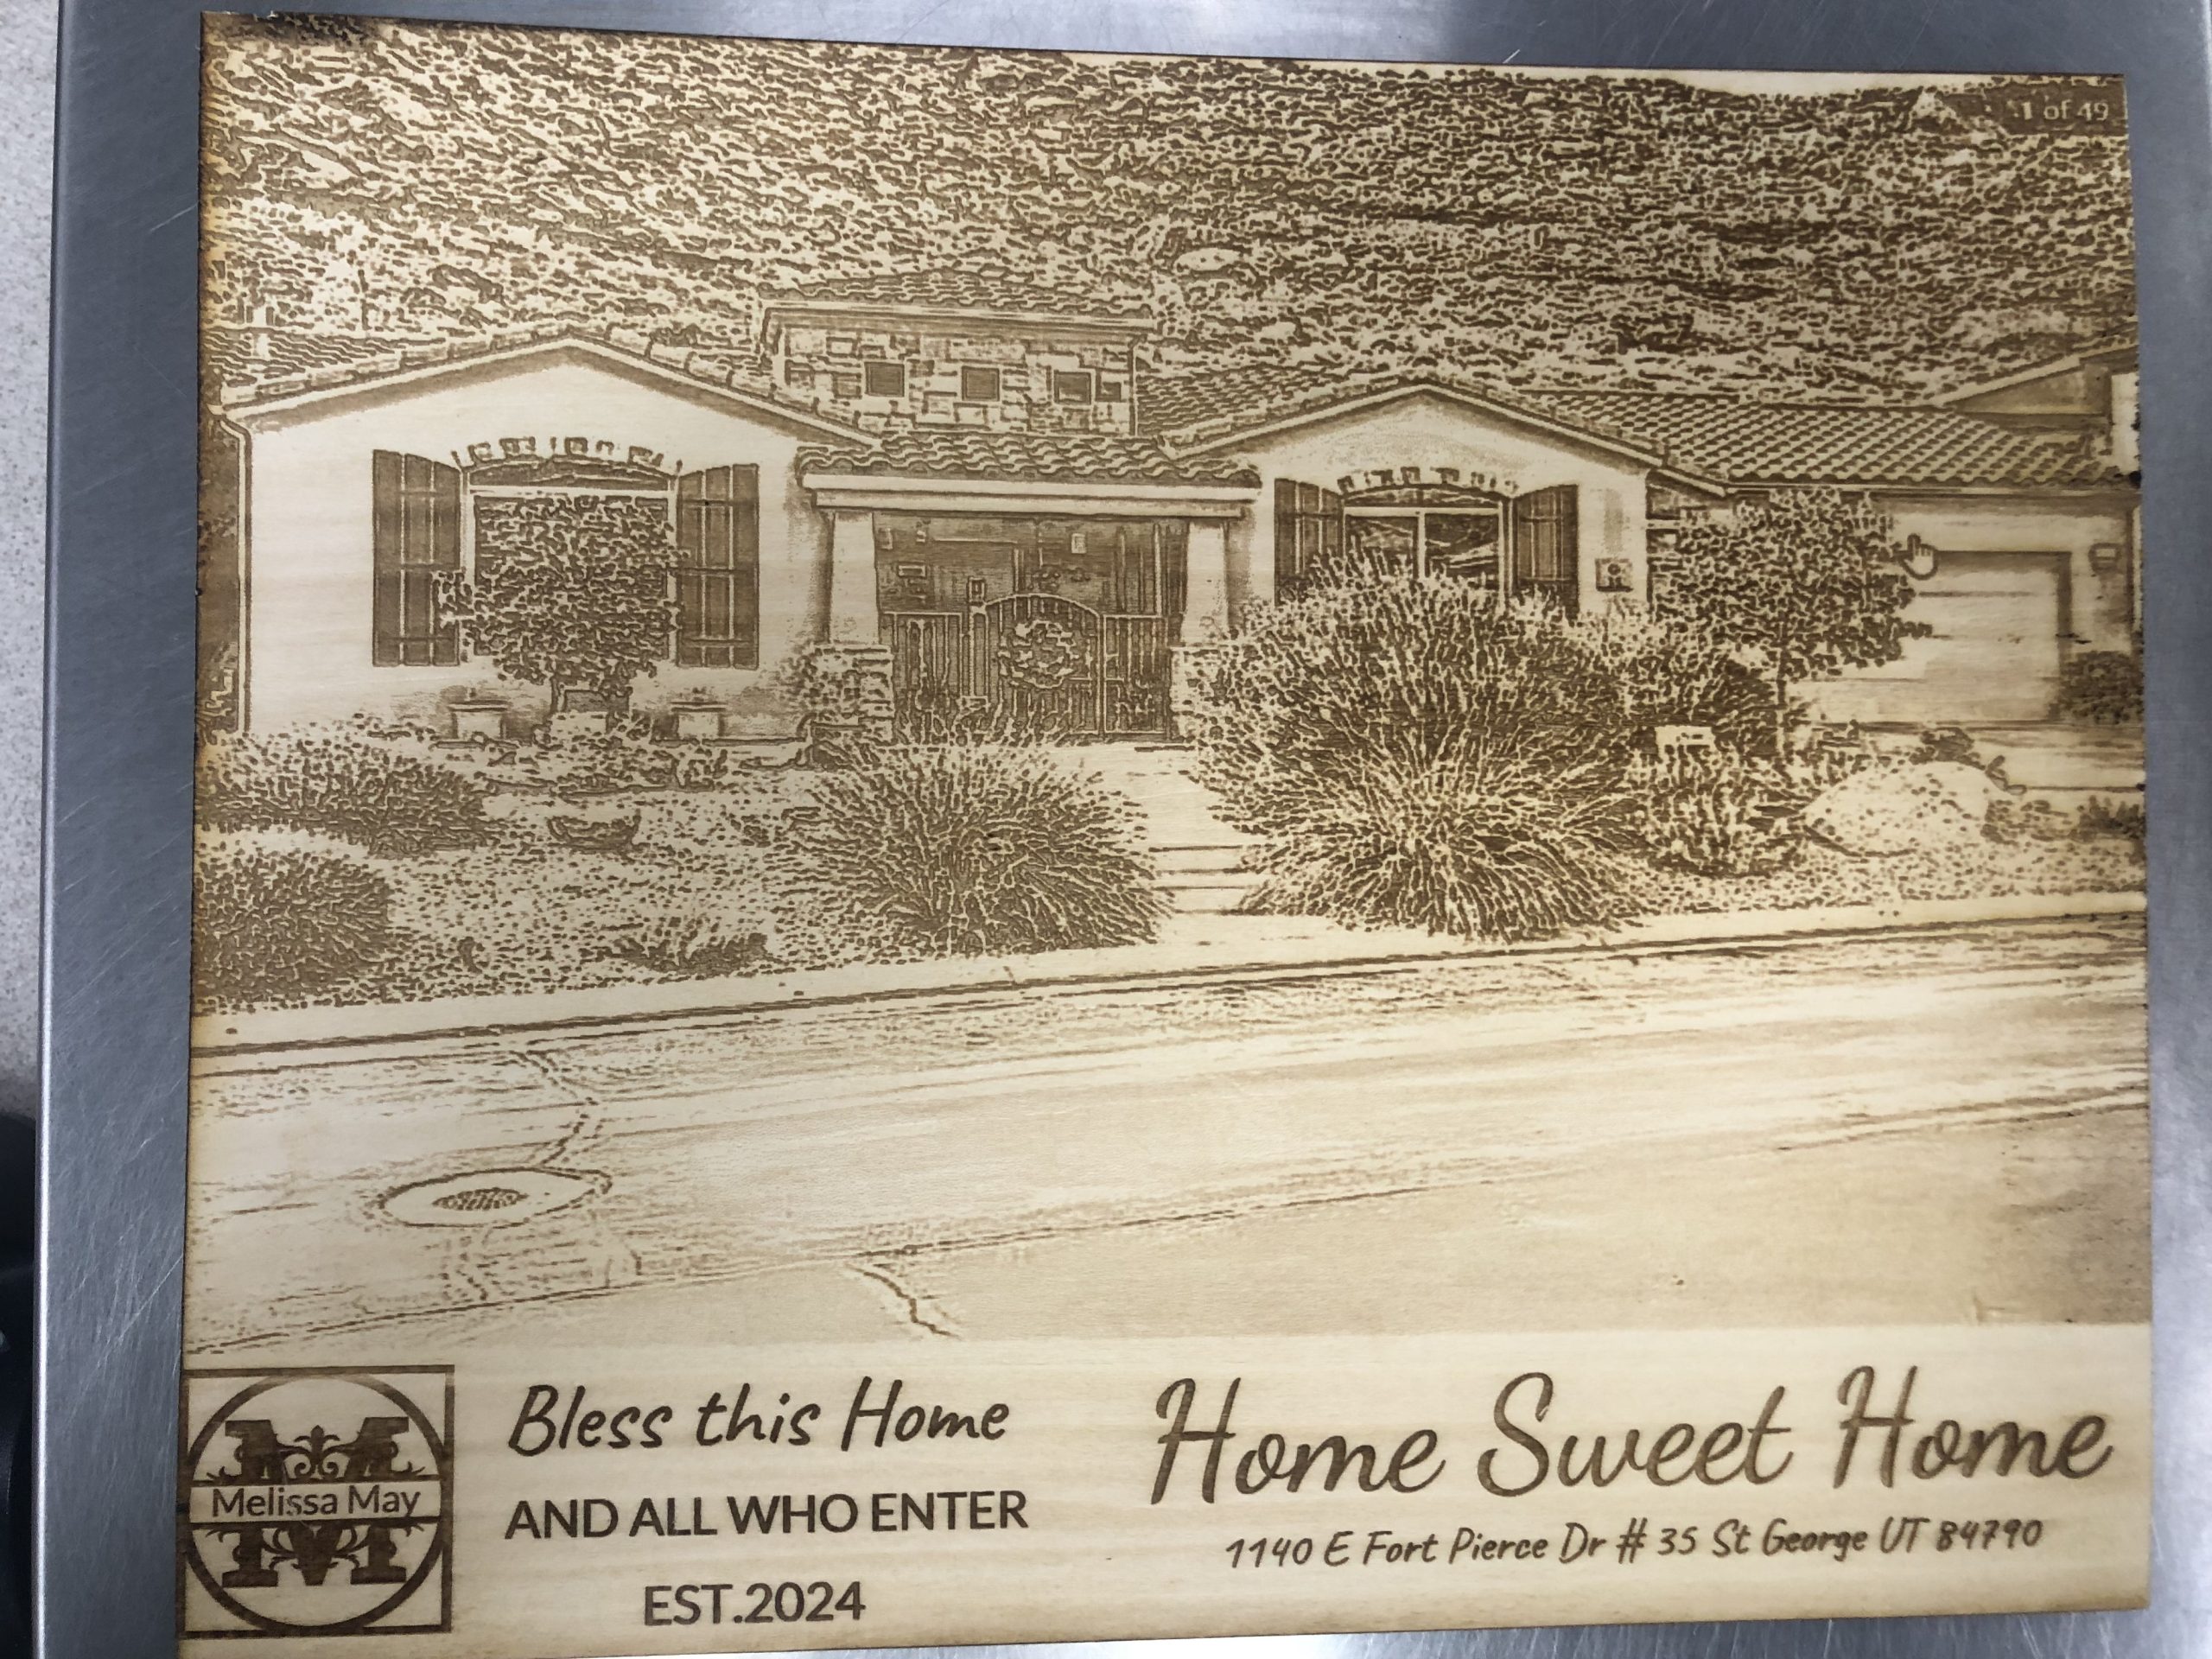 1 of 49
Melissa May
M
Bless this Home
AND ALL WHO ENTER
EST.2024
Home Sweet Home
1140 E Fort Pierce Dr # 35 St George UT 84790